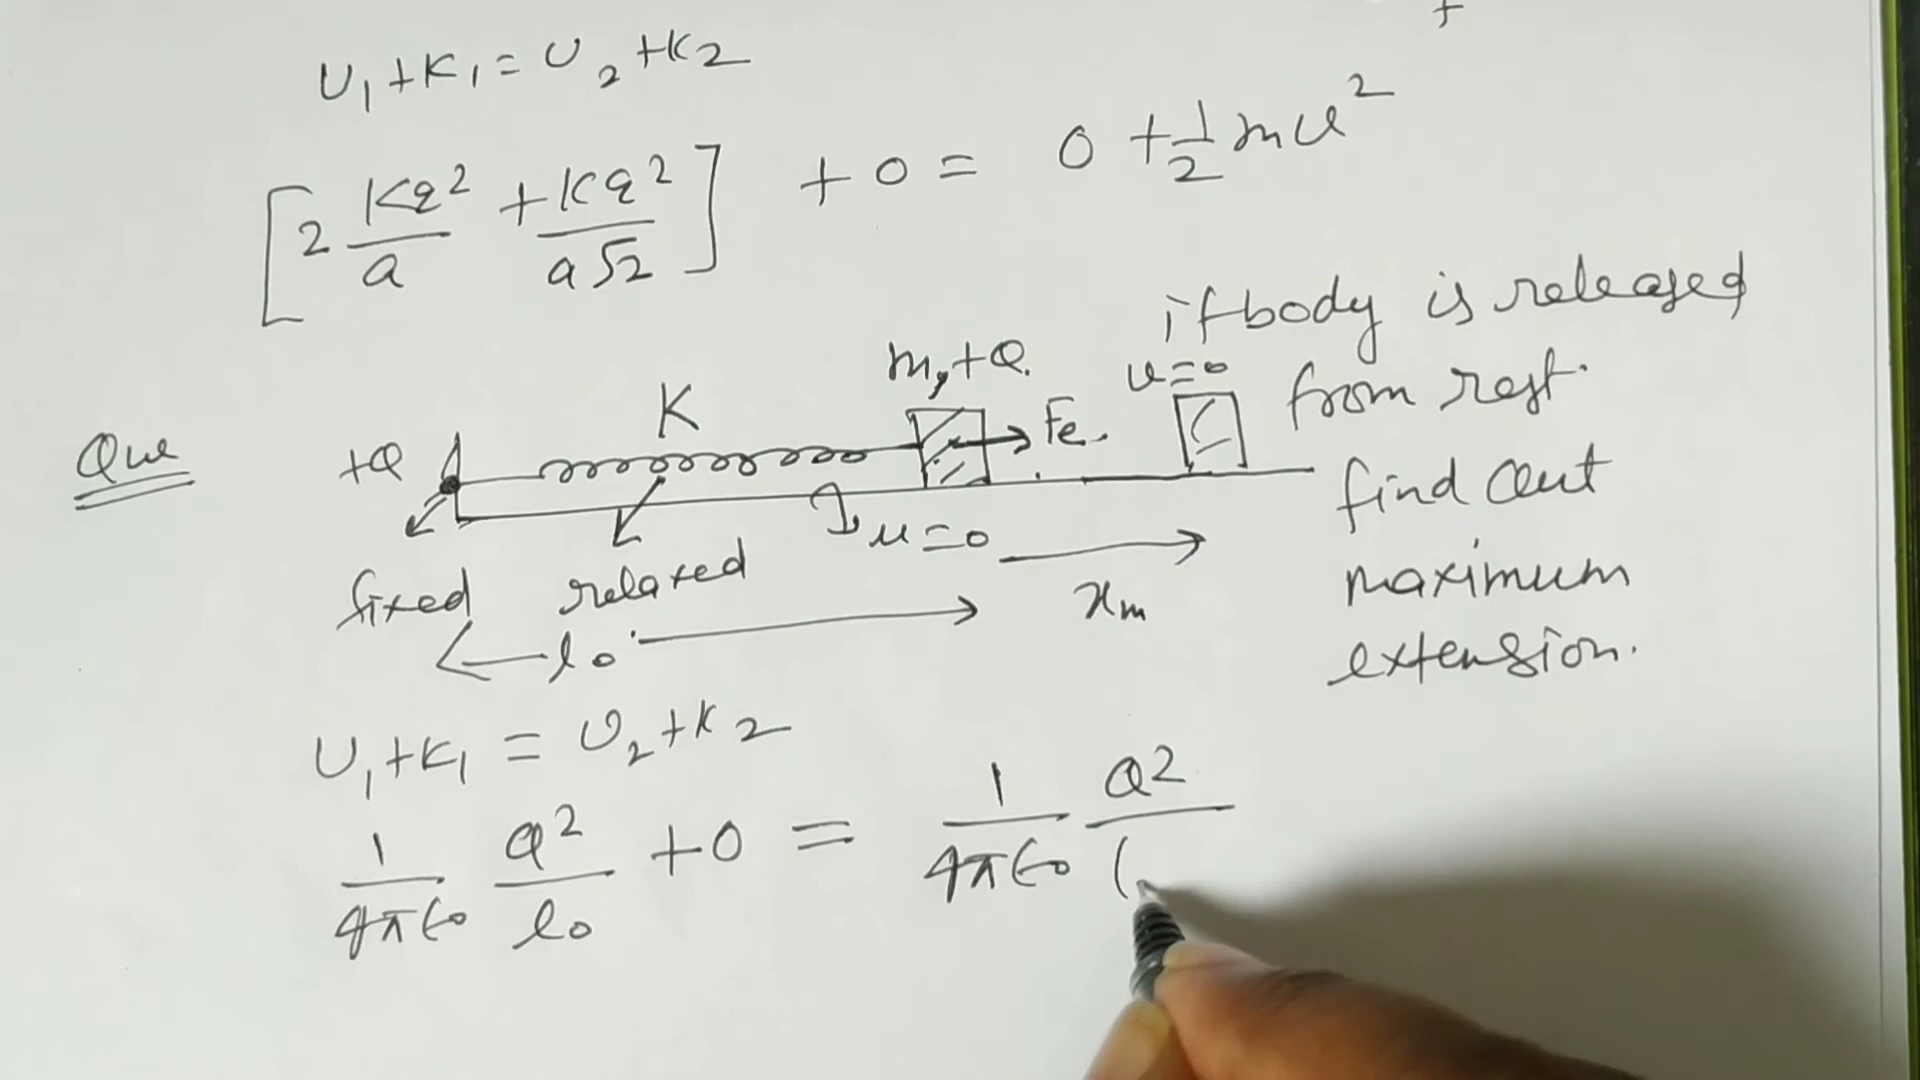 U₁+K₁=U₂+K₂
[2 Kq²/a + Kq²/a√2] + 0 = 0 + 1/2 mv²
if body is released
from rest.
find out
maximum
extension.
Que
+Q
K
m,+Q.
Fe.
v=0
fixed
relaxed
μ=0
l₀
xₘ
U₁+K₁ = U₂+K₂
1/4πε₀ Q²/l₀ +0 = 1/4πε₀ Q²/(